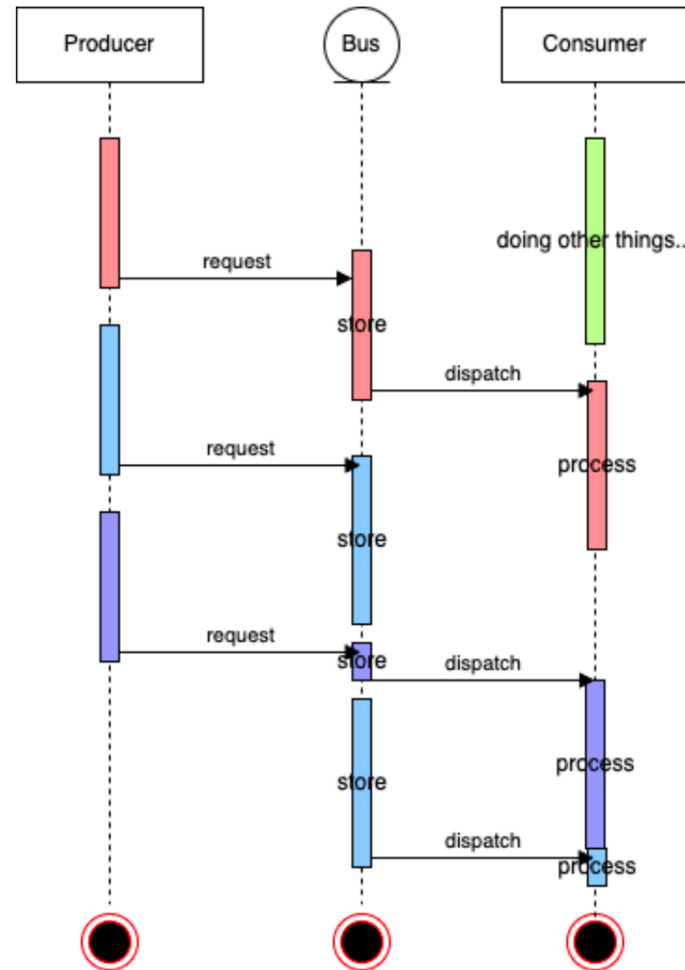 Producer
Bus
Consumer
doing other things..
request
store
dispatch
request
process
store
request
store
dispatch
process
store
dispatch
process